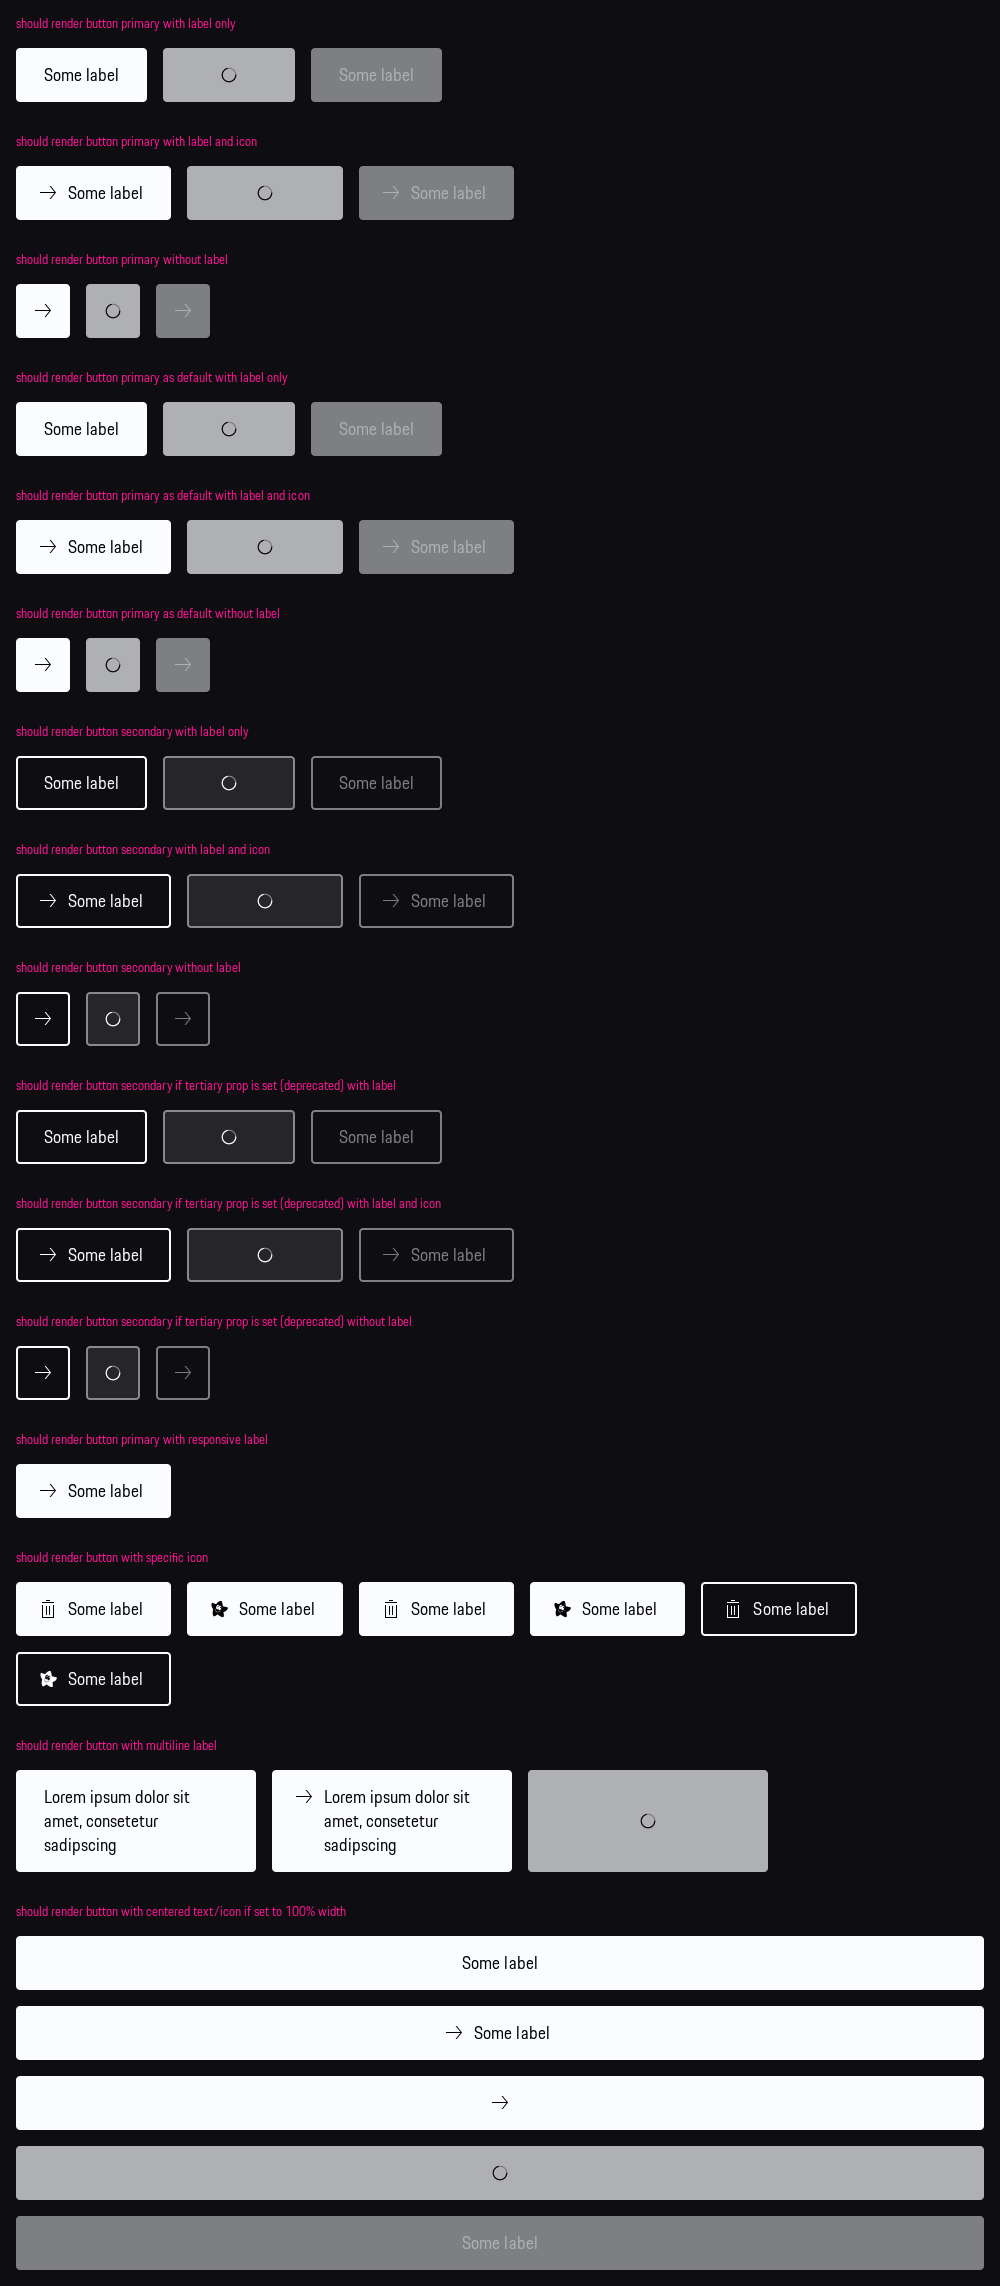 should render button primary with label only
Some label Some label
should render button primary with label and icon
Some label Some label
should render button primary without label
should render button primary as default with label only
Some label Some label
should render button primary as default with label and icon
Some label Some label
should render button primary as default without label
should render button secondary with label only
Some label Some label
should render button secondary with label and icon
Some label Some label
should render button secondary without label
should render button secondary if tertiary prop is set (deprecated) with label
Some label Some label
should render button secondary if tertiary prop is set (deprecated) with label and icon
Some label Some label
should render button secondary if tertiary prop is set (deprecated) without label
should render button primary with responsive label
Some label
should render button with specific icon
Some label Some label Some label Some label Some label
Some label
should render button with multiline label
Lorem ipsum dolor sit
amet, consetetur
sadipscing
Lorem ipsum dolor sit
amet, consetetur
sadipscing
should render button with centered text/icon if set to 100% width
Some label
Some label
Some label